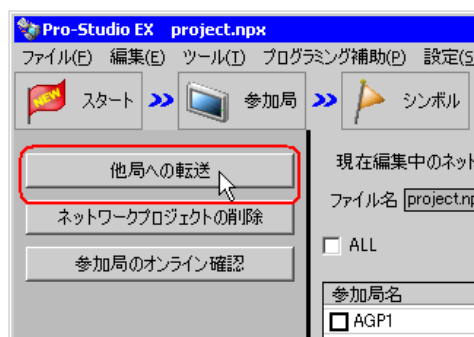 Pro-Studio EX project.npx
ファイル(F) 編集(E) ツール(T) プログラミング補助(P) 設定(S
NEW スタート 参加局 シンボル
他局への転送
ネットワークプロジェクトの削除
参加局のオンライン確認
現在編集中のネット
ファイル名 project.np
ALL
参加局名
AGP1